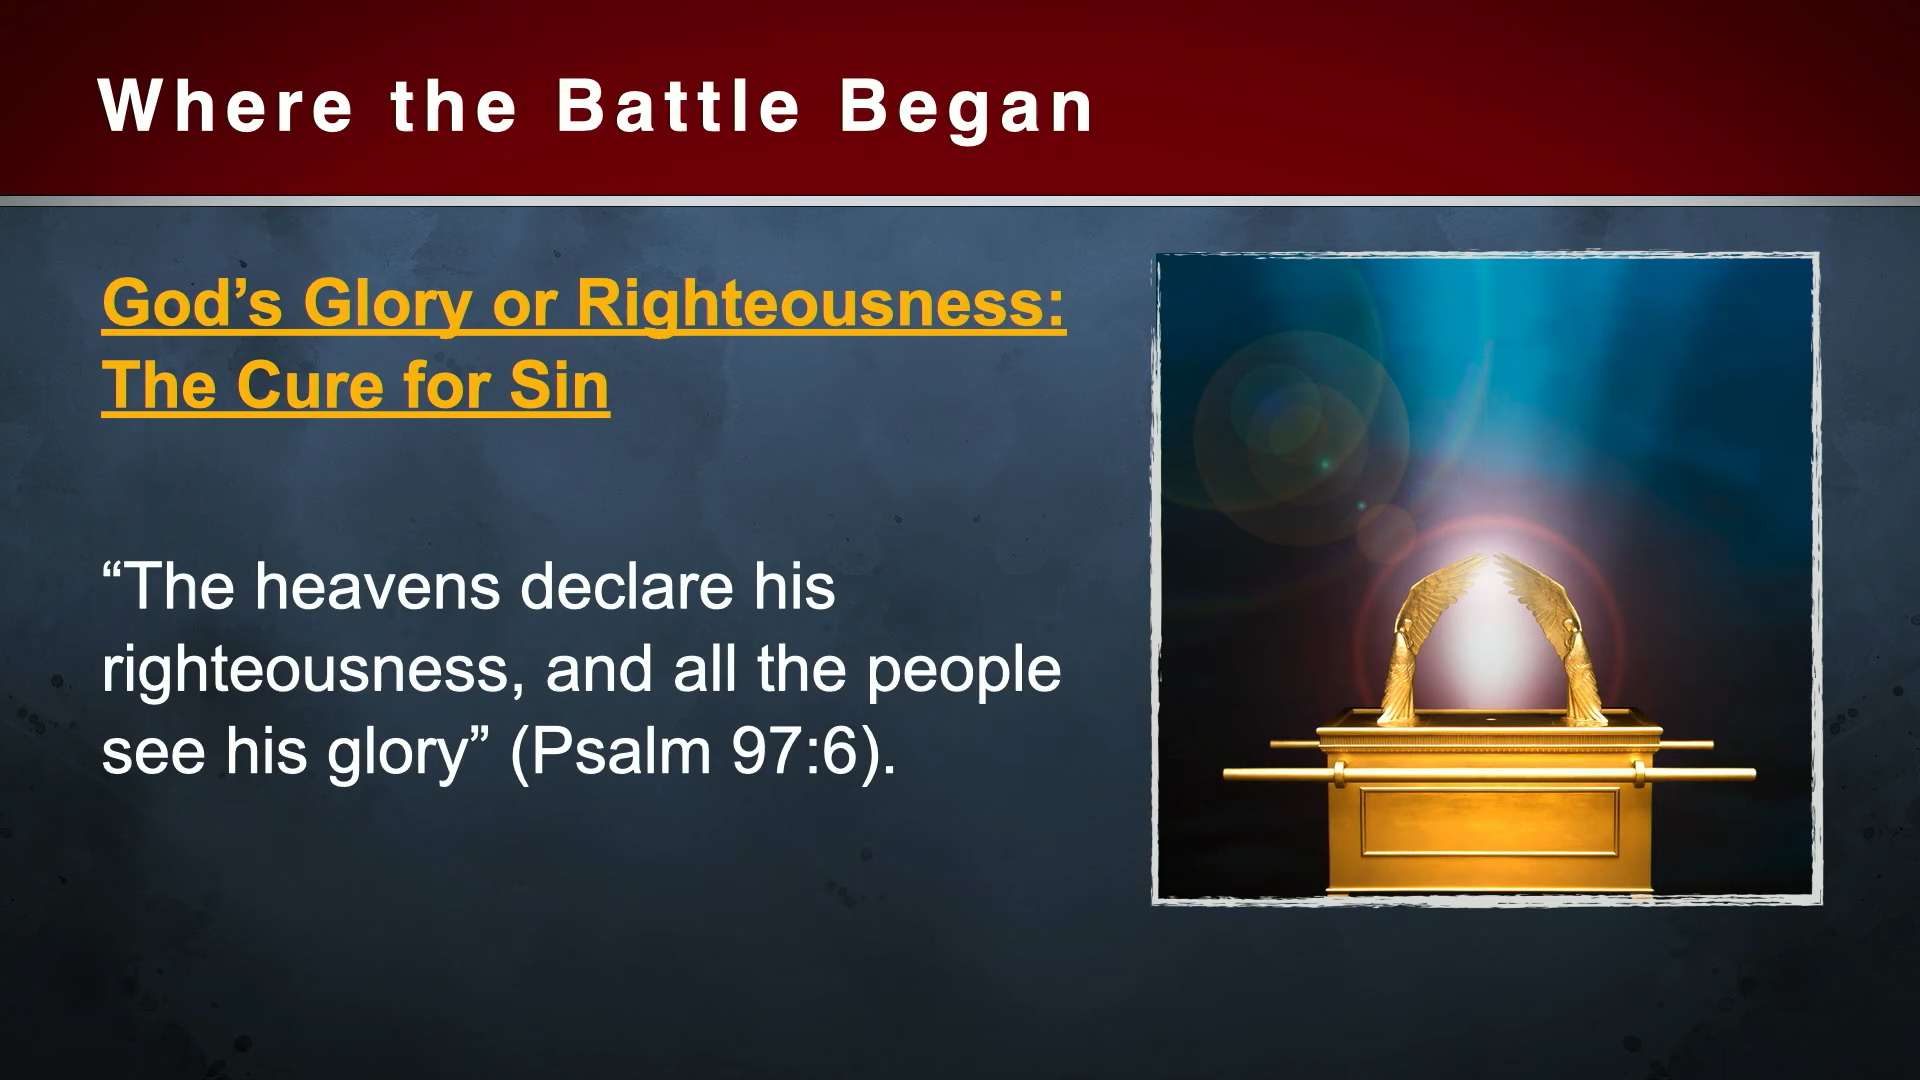 Where the Battle Began
God’s Glory or Righteousness:
The Cure for Sin
“The heavens declare his
righteousness, and all the people
see his glory” (Psalm 97:6).